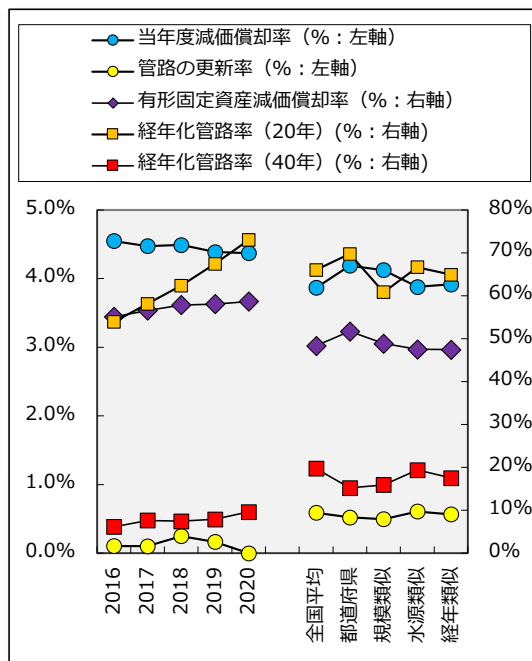 当年度減価償却率（%：左軸）
管路の更新率（%：左軸）
有形固定資産減価償却率（%：右軸）
経年化管路率（20年）(%：右軸)
経年化管路率（40年）(%：右軸)
5.0%
4.0%
3.0%
2.0%
1.0%
0.0%
80%
70%
60%
50%
40%
30%
20%
10%
0%
2016
2017
2018
2019
2020
全国平均
都道府県
規模類似
水源類似
経年類似